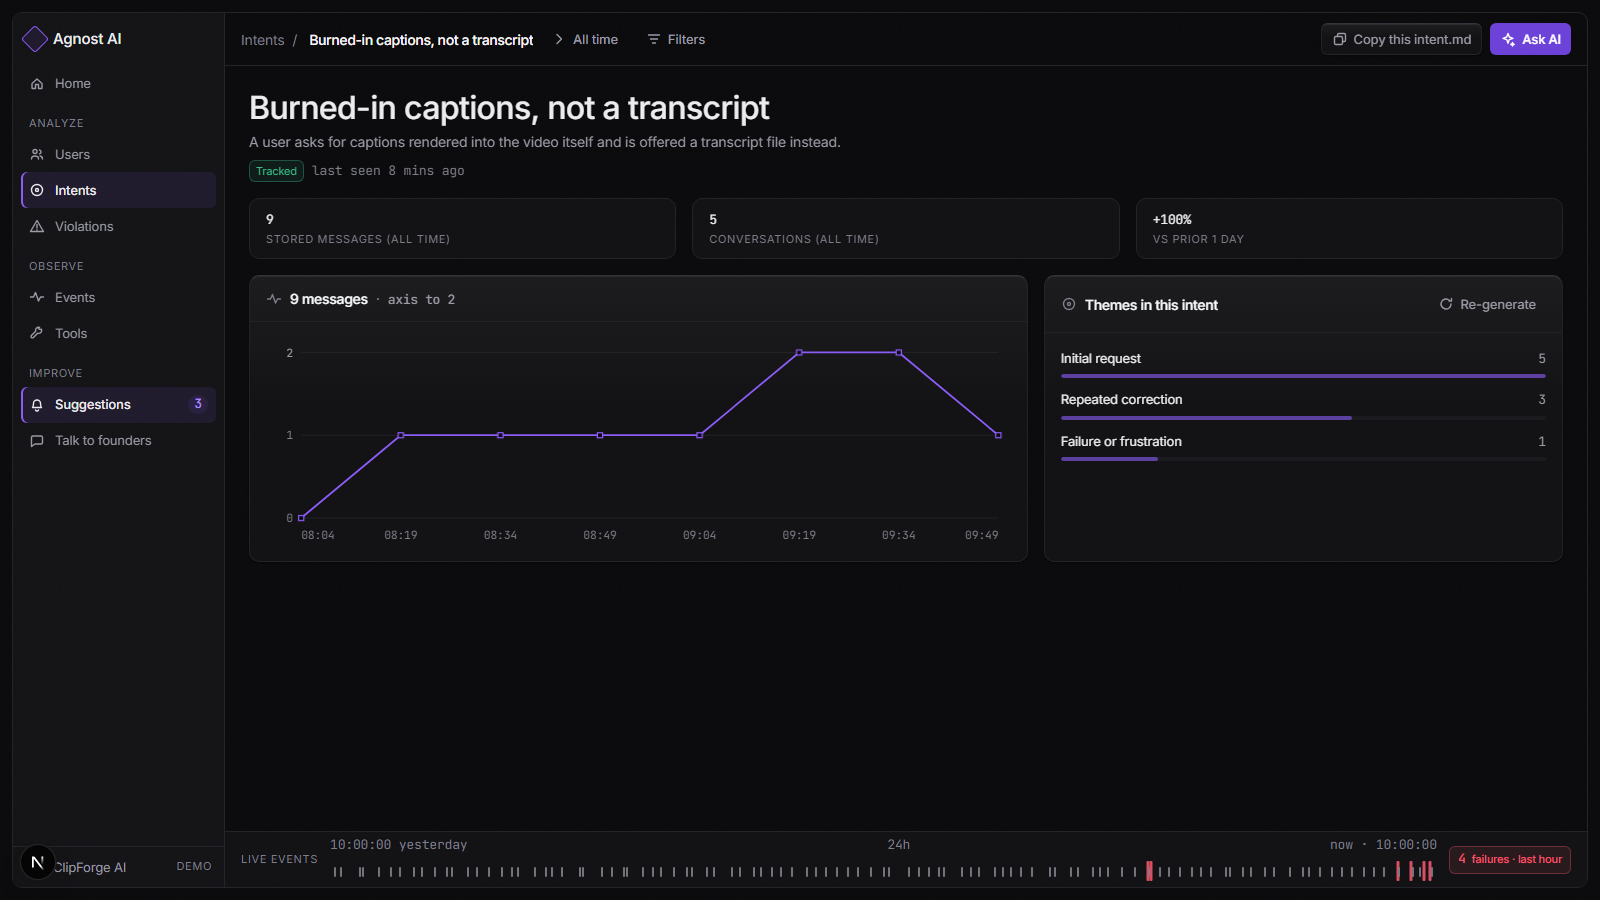 Agnost AI
Home
ANALYZE
Users
Intents
Violations
OBSERVE
Events
Tools
IMPROVE
Suggestions 3
Talk to founders
N ClipForge AI DEMO
Intents / Burned-in captions, not a transcript > All time Filters
Copy this intent.md Ask AI
Burned-in captions, not a transcript
A user asks for captions rendered into the video itself and is offered a transcript file instead.
Tracked last seen 8 mins ago
9
STORED MESSAGES (ALL TIME)
5
CONVERSATIONS (ALL TIME)
+100%
VS PRIOR 1 DAY
9 messages · axis to 2
2
1
0
08:04 08:19 08:34 08:49 09:04 09:19 09:34 09:49
Themes in this intent Re-generate
Initial request 5
Repeated correction 3
Failure or frustration 1
LIVE EVENTS
10:00:00 yesterday 24h now · 10:00:00
4 failures · last hour